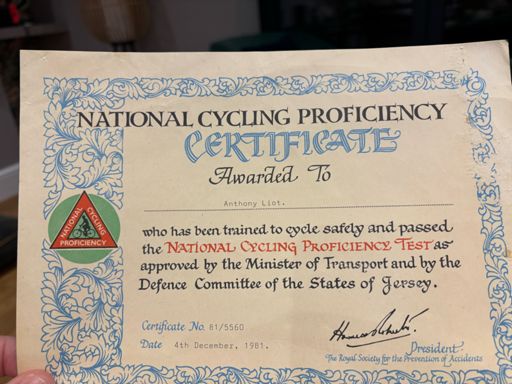 NATIONAL CYCLING PROFICIENCY
CERTIFICATE
Awarded To
Anthony Liot.
who has been trained to cycle safely and passed
the NATIONAL CYCLING PROFICIENCY TEST as
approved by the Minister of Transport and by the
Defence Committee of the States of Jersey.
NATIONAL CYCLING
PROFICIENCY
Certificate No. 81/5560
Date 4th December, 1981.
President.
The Royal Society for the Prevention of Accidents